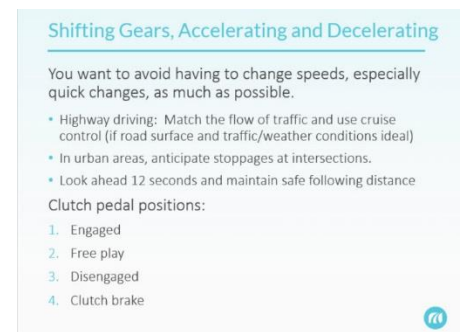 Shifting Gears, Accelerating and Decelerating
You want to avoid having to change speeds, especially
quick changes, as much as possible.
• Highway driving: Match the flow of traffic and use cruise
control (if road surface and traffic/weather conditions ideal)
• In urban areas, anticipate stoppages at intersections.
• Look ahead 12 seconds and maintain safe following distance
Clutch pedal positions:
1. Engaged
2. Free play
3. Disengaged
4. Clutch brake